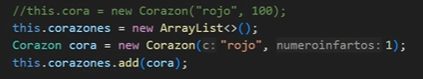 //this.cora = new Corazon("rojo", 100);
this.corazones = new ArrayList<>();
Corazon cora = new Corazon(c: "rojo", numeroinfartos: 1);
this.corazones.add(cora);